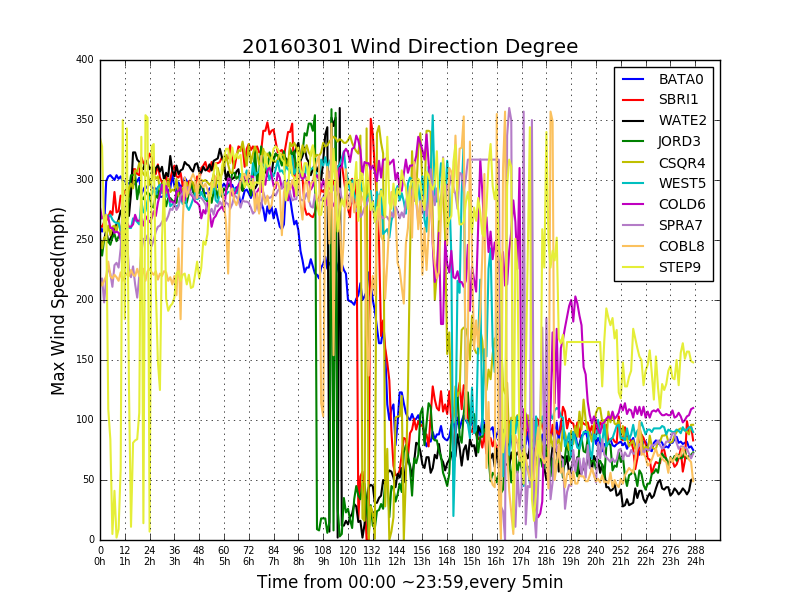 20160301 Wind Direction Degree
Max Wind Speed(mph)
400
350
300
250
200
150
100
50
0
BATA0
SBRI1
WATE2
JORD3
CSQR4
WEST5
COLD6
SPRA7
COBL8
STEP9
0 12 24 36 48 60 72 84 96 108 120 132 144 156 168 180 192 204 216 228 240 252 264 276 288
0h 1h 2h 3h 4h 5h 6h 7h 8h 9h 10h 11h 12h 13h 14h 15h 16h 17h 18h 19h 20h 21h 22h 23h 24h
Time from 00:00 ~23:59,every 5min